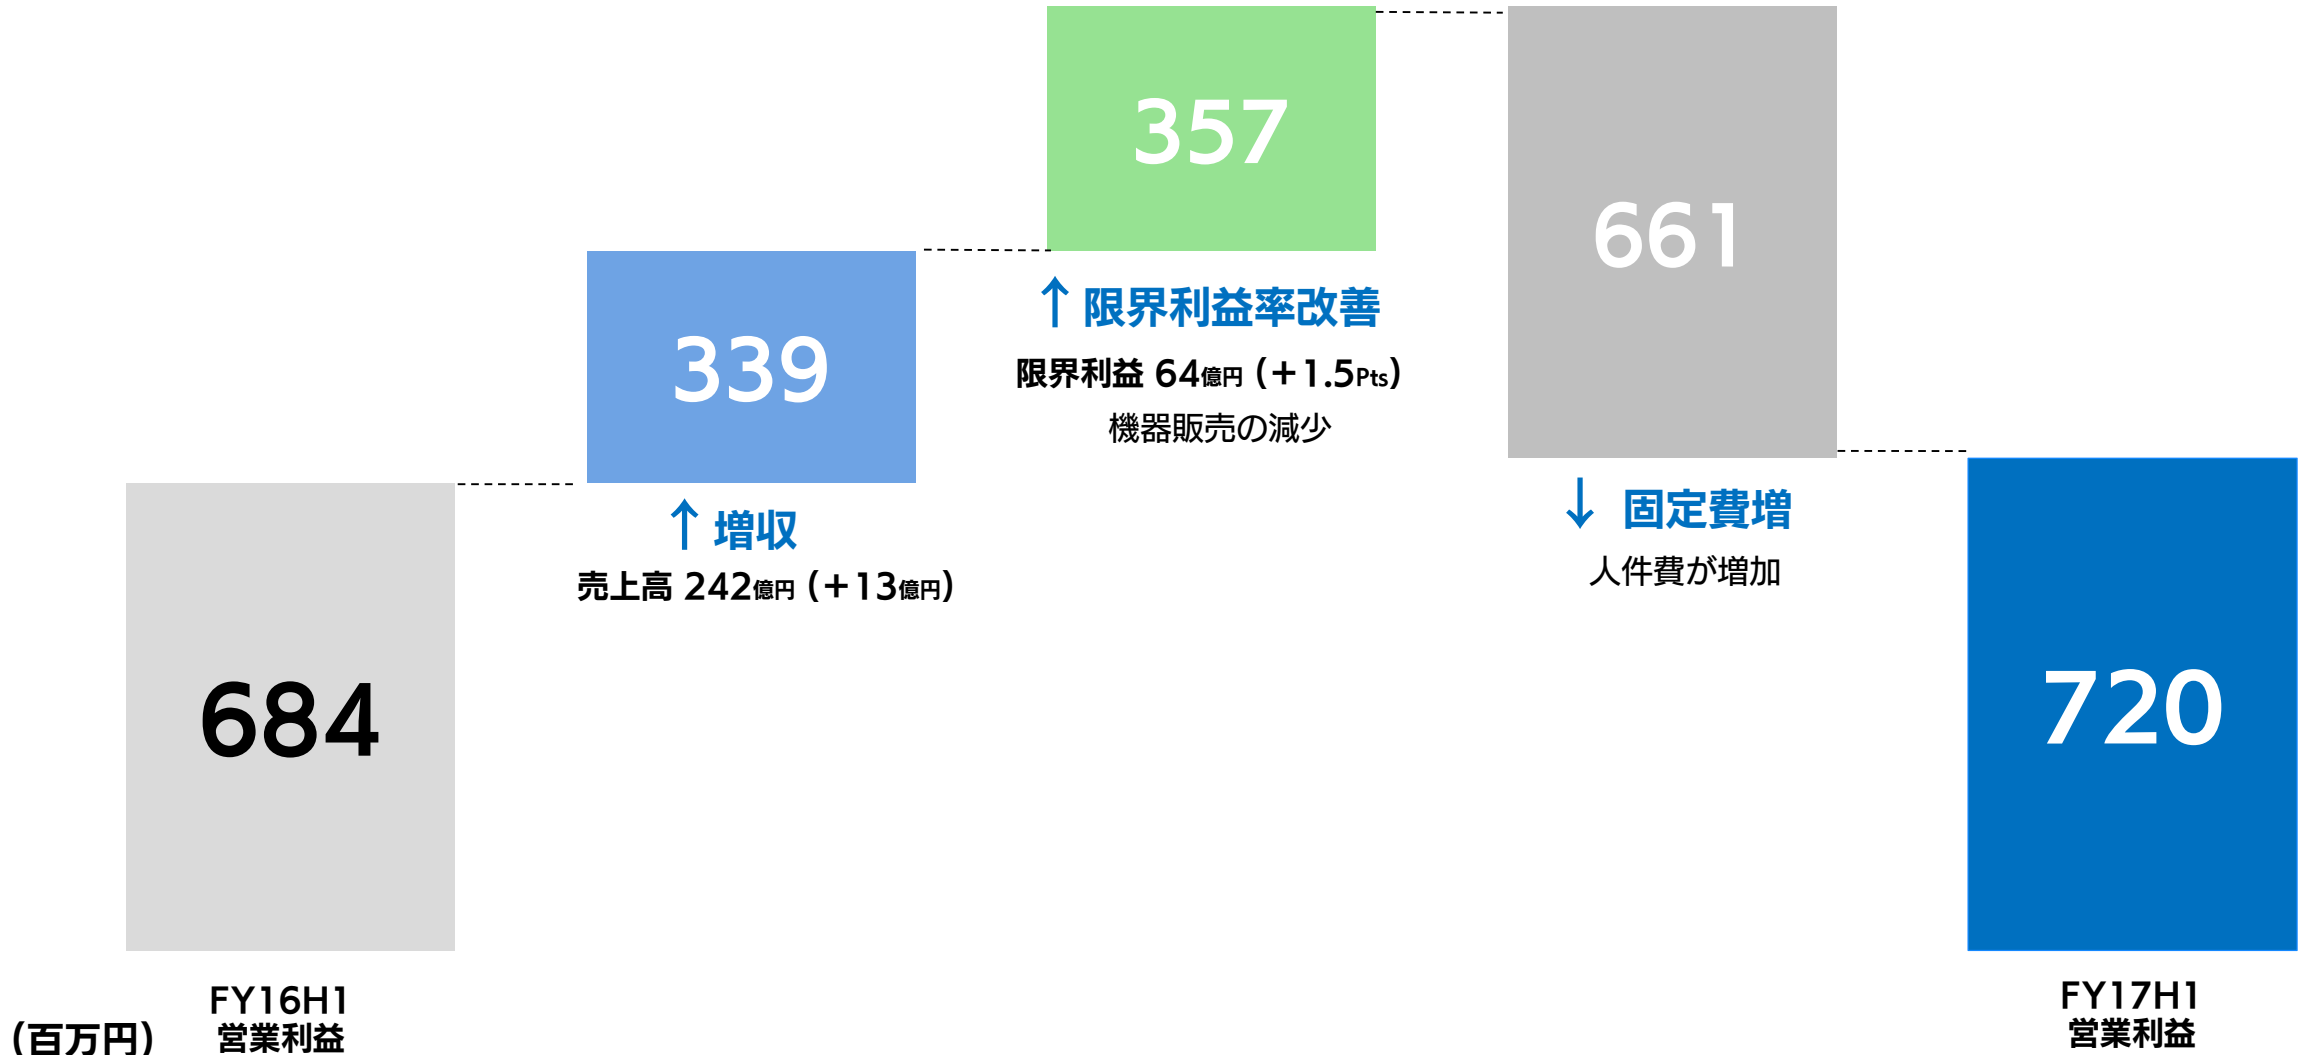 684
FY16H1
営業利益
(百万円)
339
↑ 増収
売上高 242億円 (+13億円)
357
↑ 限界利益率改善
限界利益 64億円 (+1.5Pts)
機器販売の減少
661
↓ 固定費増
人件費が増加
720
FY17H1
営業利益